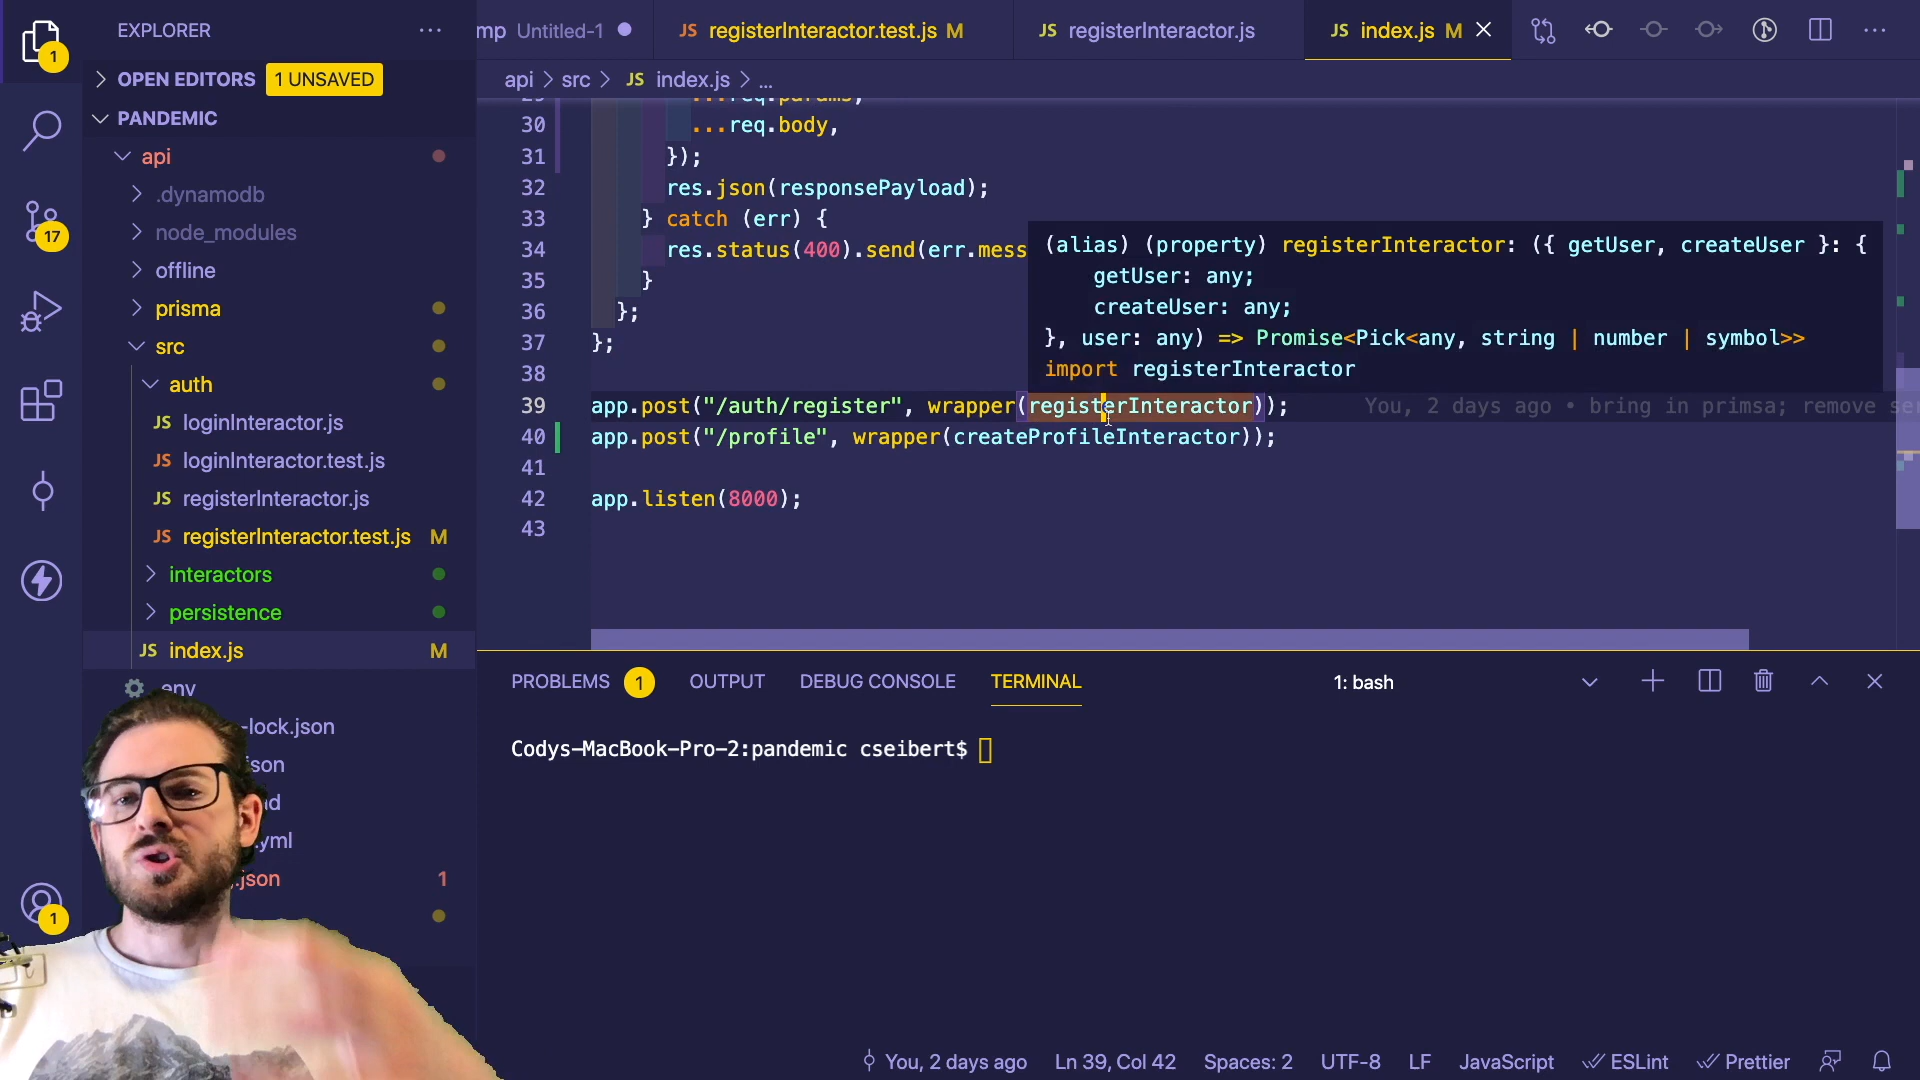 EXPLORER
mp Untitled-1
JS registerInteractor.test.js M
JS registerInteractor.js
JS index.js M
1
OPEN EDITORS
1 UNSAVED
api > src > JS index.js > ...
PANDEMIC
api
.dynamodb
node_modules
offline
prisma
src
auth
JS loginInteractor.js
JS loginInteractor.test.js
JS registerInteractor.js
JS registerInteractor.test.js M
interactors
persistence
JS index.js M
.env
-lock.json
json
.yml
.json 1
17
1
29 ...req.params,
30 ...req.body,
31 });
32 res.json(responsePayload);
33 } catch (err) {
34 res.status(400).send(err.mess
35 }
36 };
37 };
38
39 app.post("/auth/register", wrapper(registerInteractor)); You, 2 days ago • bring in primsa; remove se
40 app.post("/profile", wrapper(createProfileInteractor));
41
42 app.listen(8000);
43
(alias) (property) registerInteractor: ({ getUser, createUser }: {
getUser: any;
createUser: any;
}, user: any) => Promise<Pick<any, string | number | symbol>>
import registerInteractor
PROBLEMS 1 OUTPUT DEBUG CONSOLE TERMINAL 1: bash
Codys-MacBook-Pro-2:pandemic cseibert$
You, 2 days ago Ln 39, Col 42 Spaces: 2 UTF-8 LF JavaScript ESLint Prettier